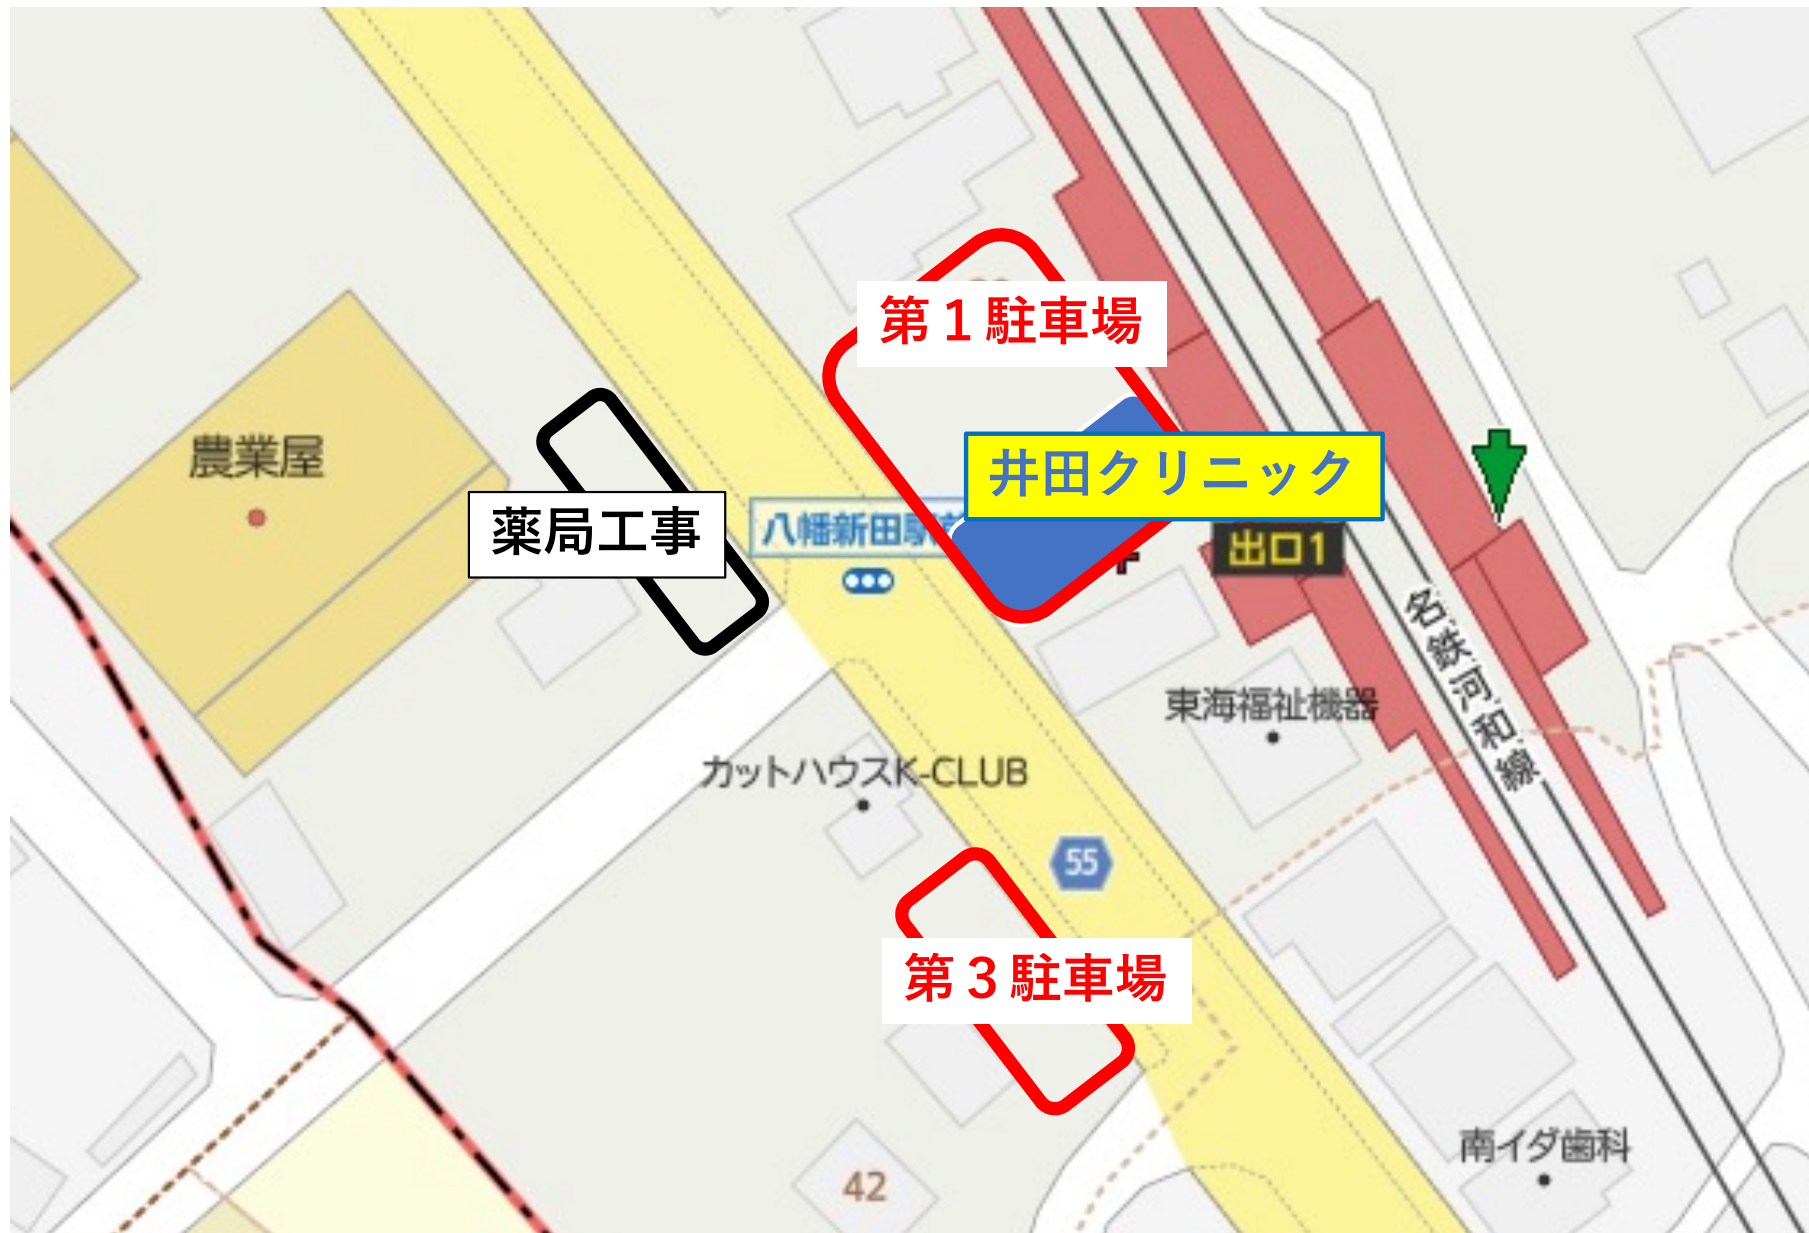 第１駐車場
農業屋
井田クリニック
薬局工事
八幡新田駅前
出口1
名鉄河和線
東海福祉機器
カットハウスK-CLUB
55
第３駐車場
南イダ歯科
42